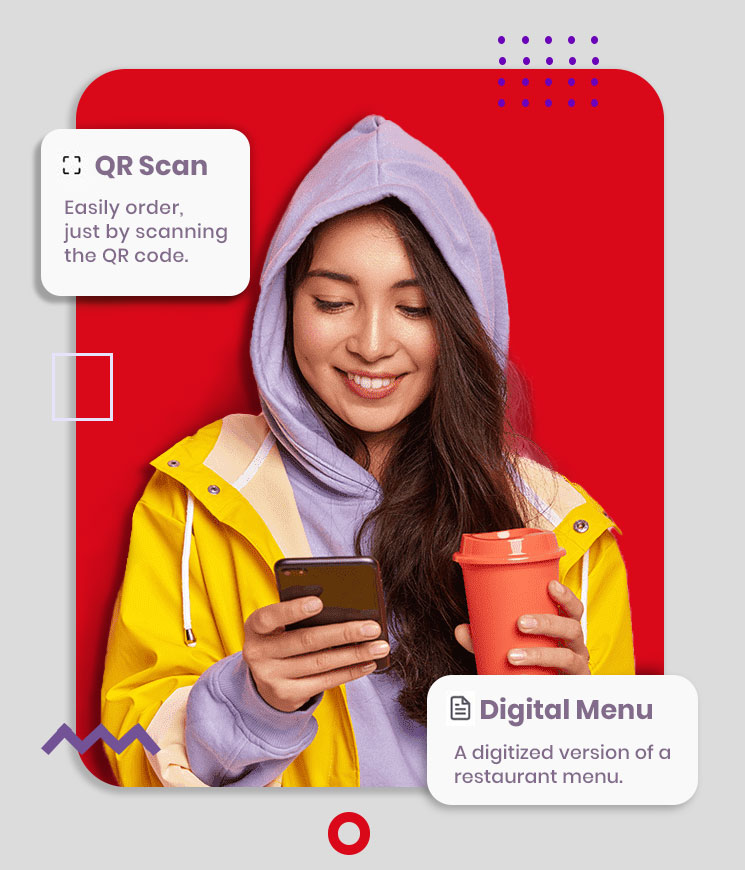 QR Scan
Easily order,
just by scanning
the QR code.
Digital Menu
A digitized version of a
restaurant menu.